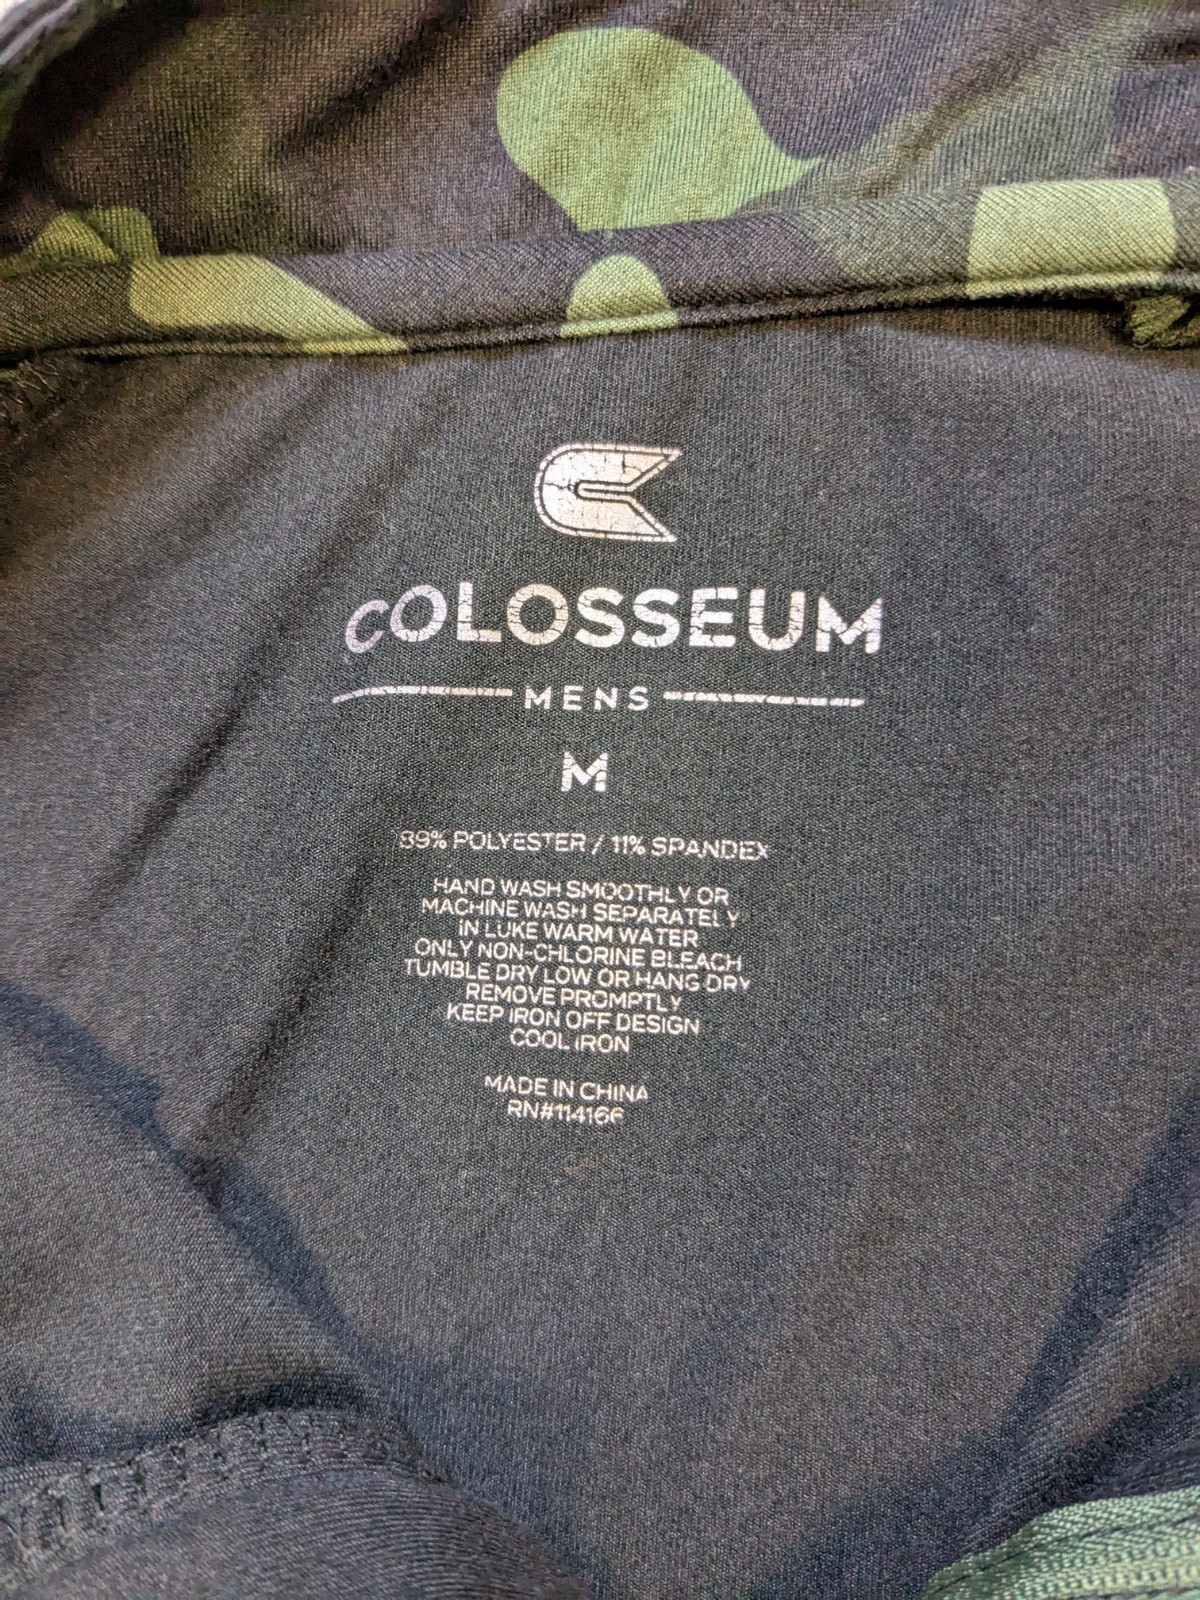 COLOSSEUM
MENS
M
89% POLYESTER / 11% SPANDEX
HAND WASH SMOOTHLY OR
MACHINE WASH SEPARATELY
IN LUKE WARM WATER
ONLY NON-CHLORINE BLEACH
TUMBLE DRY LOW OR HANG DRY
REMOVE PROMPTLY
KEEP IRON OFF DESIGN
COOL IRON
MADE IN CHINA
RN#114166